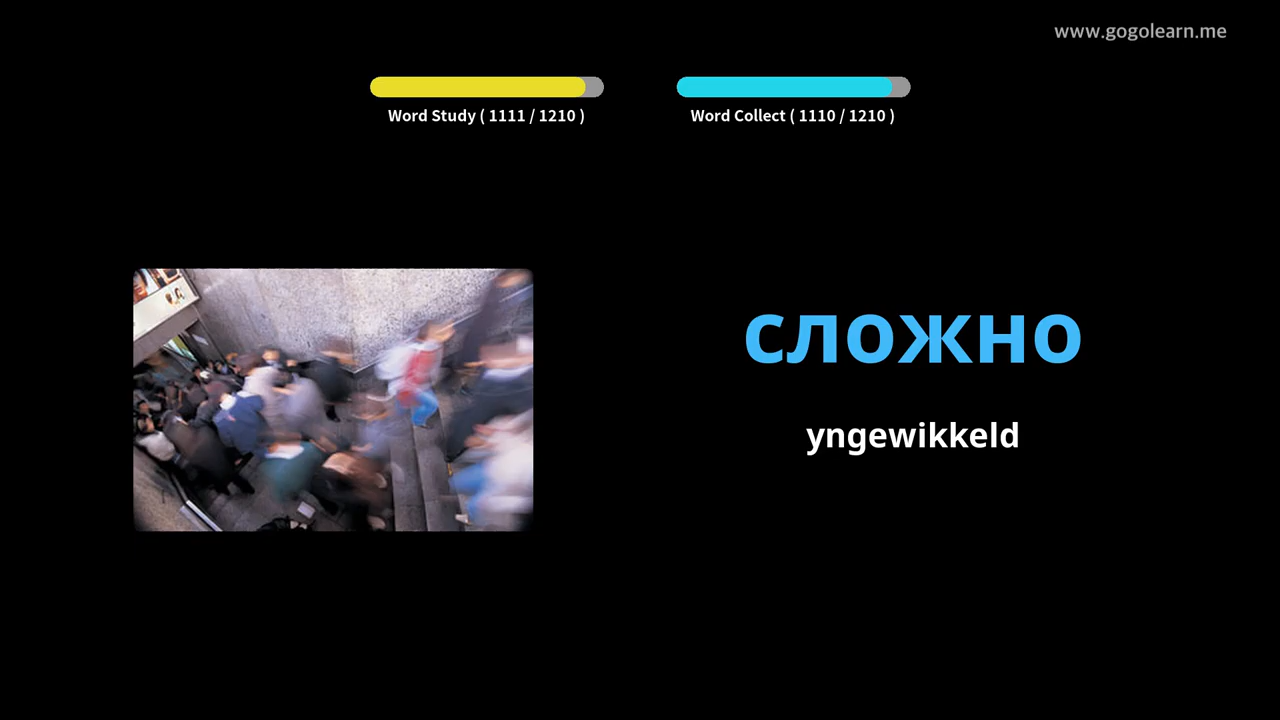 www.gogolearn.me
Word Study ( 1111 / 1210 )
Word Collect ( 1110 / 1210 )
сложно
yngewikkeld